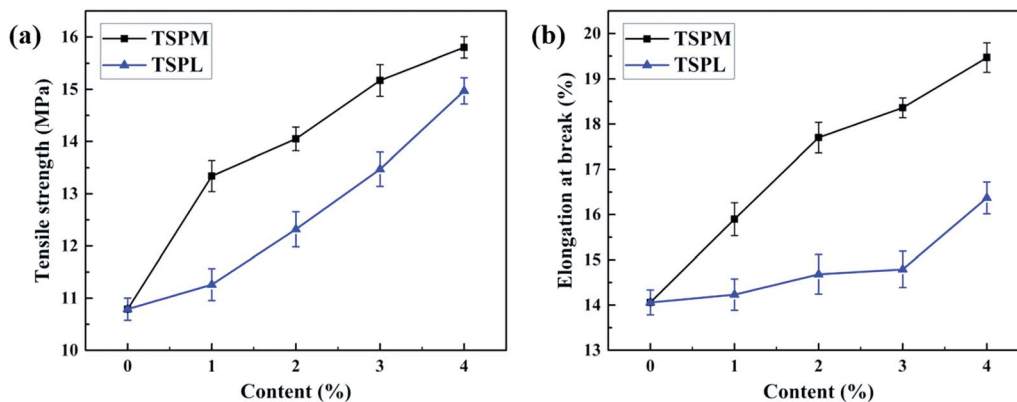 (a)
TSPM
TSPL
Tensile strength (MPa)
16
15
14
13
12
11
10
0 1 2 3 4
Content (%)
(b)
TSPM
TSPL
Elongation at break (%)
20
19
18
17
16
15
14
13
0 1 2 3 4
Content (%)